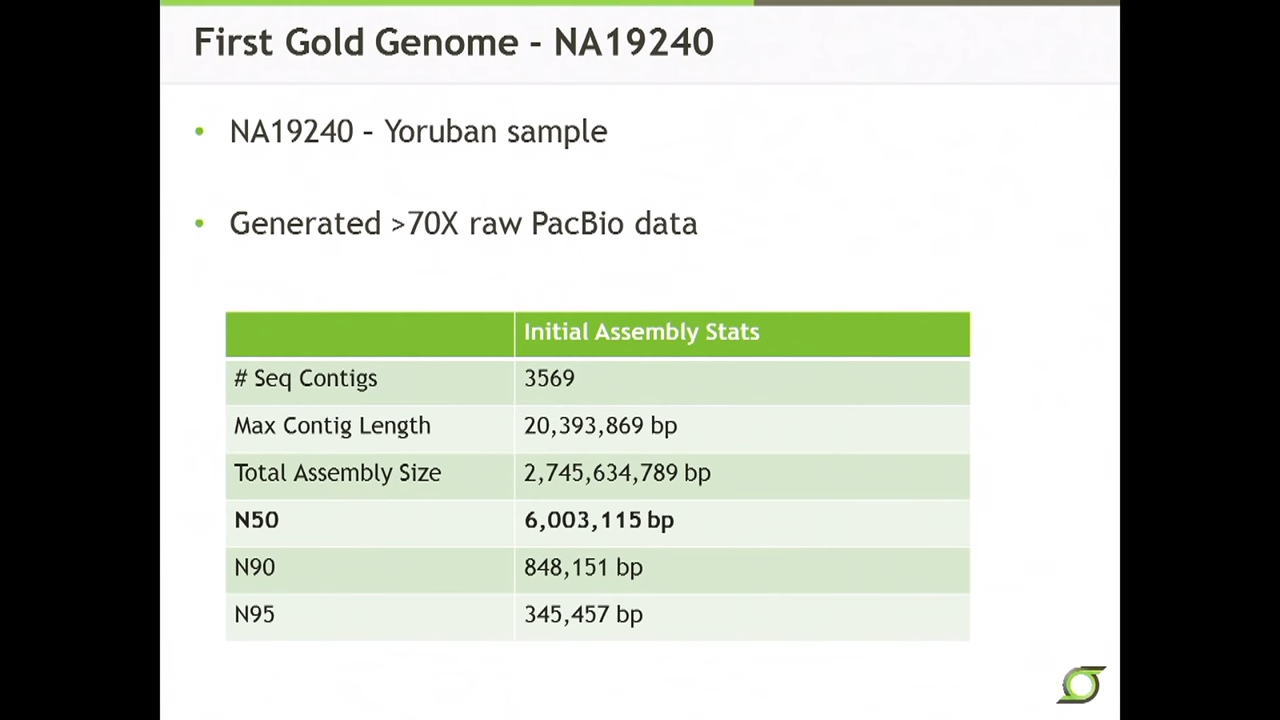 First Gold Genome - NA19240
• NA19240 – Yoruban sample
• Generated >70X raw PacBio data
Initial Assembly Stats
# Seq Contigs 3569
Max Contig Length 20,393,869 bp
Total Assembly Size 2,745,634,789 bp
N50 6,003,115 bp
N90 848,151 bp
N95 345,457 bp